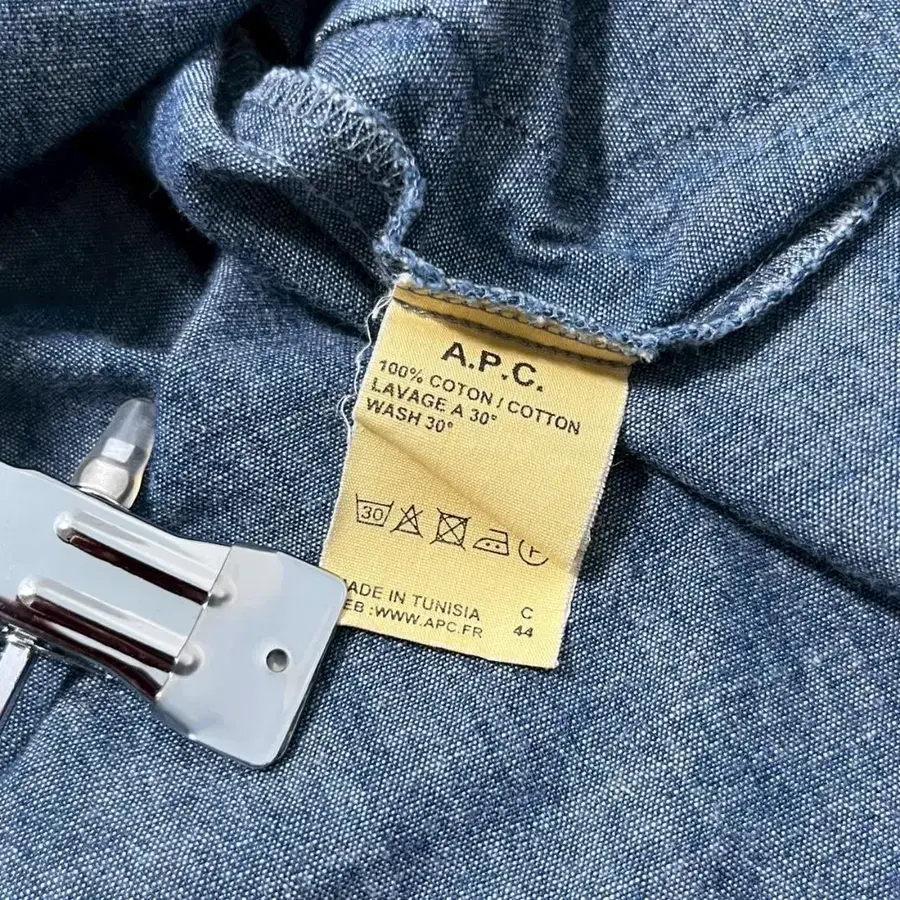 A.P.C.
100% COTON / COTTON
LAVAGE A 30°
WASH 30°
30
ADE IN TUNISIA C
EB :WWW.APC.FR 44